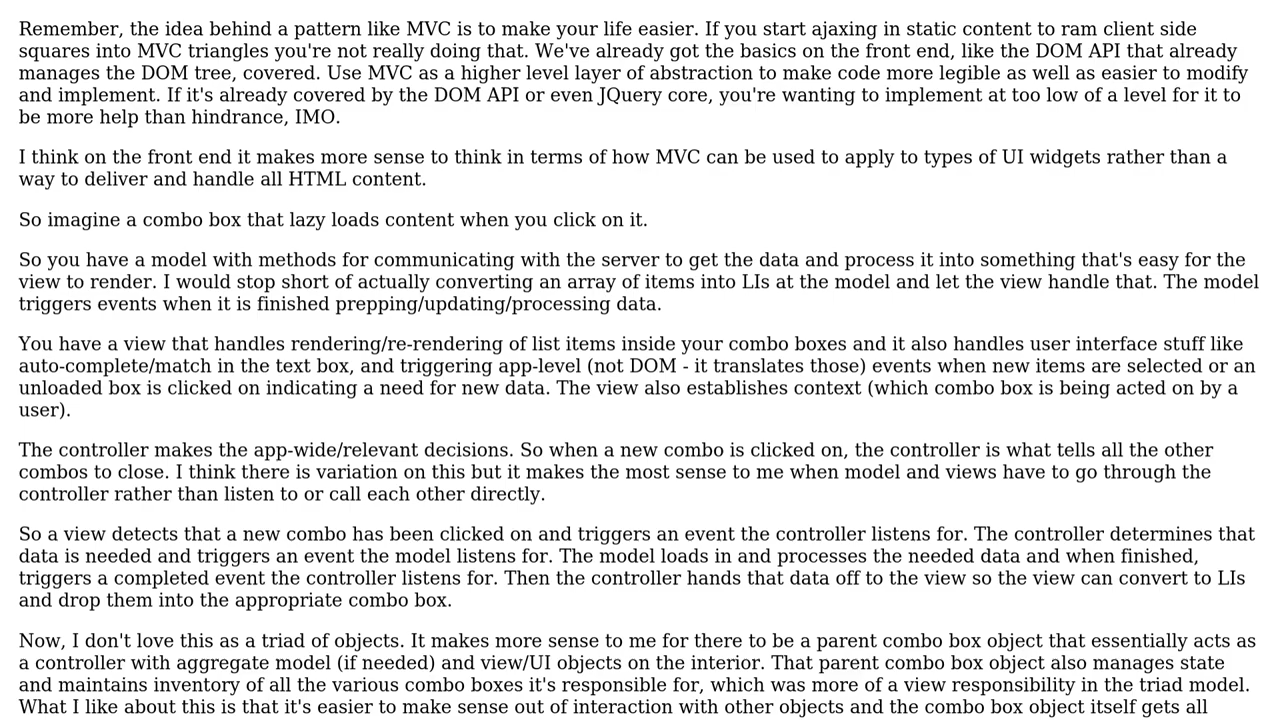 Remember, the idea behind a pattern like MVC is to make your life easier. If you start ajaxing in static content to ram client side
squares into MVC triangles you're not really doing that. We've already got the basics on the front end, like the DOM API that already
manages the DOM tree, covered. Use MVC as a higher level layer of abstraction to make code more legible as well as easier to modify
and implement. If it's already covered by the DOM API or even JQuery core, you're wanting to implement at too low of a level for it to
be more help than hindrance, IMO.
I think on the front end it makes more sense to think in terms of how MVC can be used to apply to types of UI widgets rather than a
way to deliver and handle all HTML content.
So imagine a combo box that lazy loads content when you click on it.
So you have a model with methods for communicating with the server to get the data and process it into something that's easy for the
view to render. I would stop short of actually converting an array of items into LIs at the model and let the view handle that. The model
triggers events when it is finished prepping/updating/processing data.
You have a view that handles rendering/re-rendering of list items inside your combo boxes and it also handles user interface stuff like
auto-complete/match in the text box, and triggering app-level (not DOM - it translates those) events when new items are selected or an
unloaded box is clicked on indicating a need for new data. The view also establishes context (which combo box is being acted on by a
user).
The controller makes the app-wide/relevant decisions. So when a new combo is clicked on, the controller is what tells all the other
combos to close. I think there is variation on this but it makes the most sense to me when model and views have to go through the
controller rather than listen to or call each other directly.
So a view detects that a new combo has been clicked on and triggers an event the controller listens for. The controller determines that
data is needed and triggers an event the model listens for. The model loads in and processes the needed data and when finished,
triggers a completed event the controller listens for. Then the controller hands that data off to the view so the view can convert to LIs
and drop them into the appropriate combo box.
Now, I don't love this as a triad of objects. It makes more sense to me for there to be a parent combo box object that essentially acts as
a controller with aggregate model (if needed) and view/UI objects on the interior. That parent combo box object also manages state
and maintains inventory of all the various combo boxes it's responsible for, which was more of a view responsibility in the triad model.
What I like about this is that it's easier to make sense out of interaction with other objects and the combo box object itself gets all